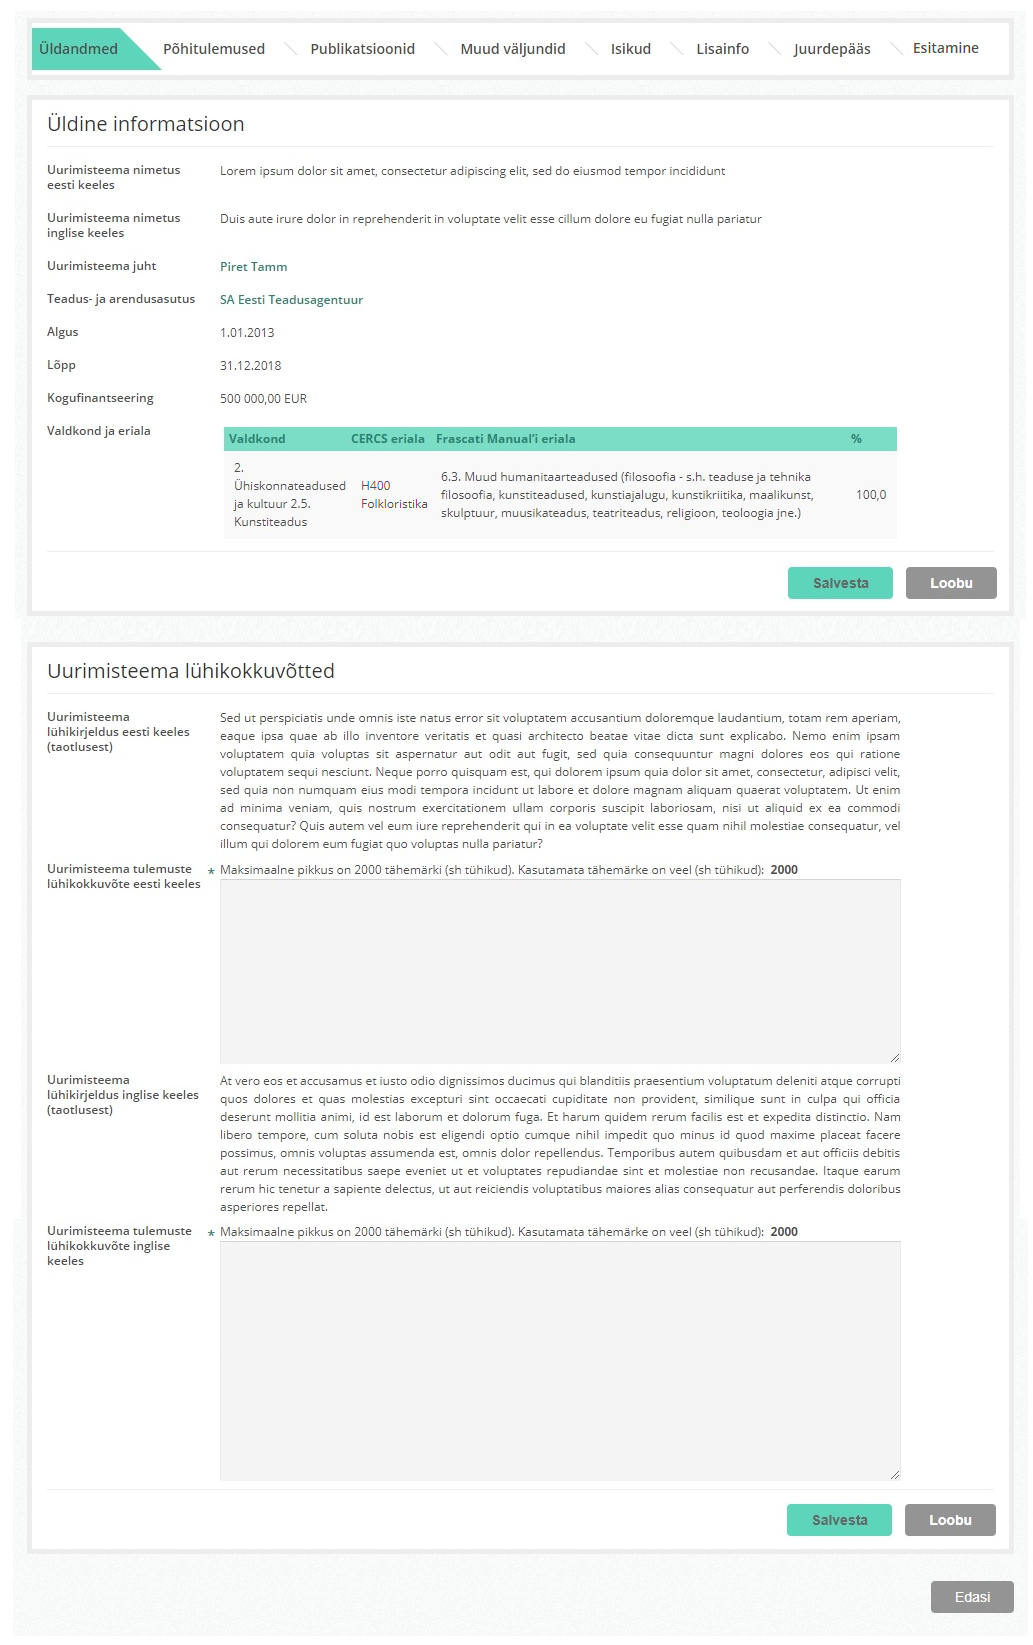 Üldandmed Põhitulemused Publikatsioonid Muud väljundid Isikud Lisainfo Juurdepääs Esitamine
Üldine informatsioon
Uurimisteema nimetus
eesti keeles
Lorem ipsum dolor sit amet, consectetur adipiscing elit, sed do eiusmod tempor incididunt
Uurimisteema nimetus
inglise keeles
Duis aute irure dolor in reprehenderit in voluptate velit esse cillum dolore eu fugiat nulla pariatur
Uurimisteema juht Piret Tamm
Teadus- ja arendusasutus SA Eesti Teadusagentuur
Algus 1.01.2013
Lõpp 31.12.2018
Kogufinantseering 500 000,00 EUR
Valdkond ja eriala
Valdkond CERCS eriala Frascati Manual'i eriala %
2.
Ühiskonnateadused
ja kultuur 2.5.
Kunstiteadus
H400
Folkloristika
6.3. Muud humanitaarteadused (filosoofia - s.h. teaduse ja tehnika
filosoofia, kunstiteadused, kunstiajalugu, kunstikriitika, maalikunst,
skulptuur, muusikateadus, teatriteadus, religioon, teoloogia jne.)
100,0
Salvesta Loobu
Uurimisteema lühikokkuvõtted
Uurimisteema
lühikirjeldus eesti keeles
(taotlusest)
Sed ut perspiciatis unde omnis iste natus error sit voluptatem accusantium doloremque laudantium, totam rem aperiam,
eaque ipsa quae ab illo inventore veritatis et quasi architecto beatae vitae dicta sunt explicabo. Nemo enim ipsam
voluptatem quia voluptas sit aspernatur aut odit aut fugit, sed quia consequuntur magni dolores eos qui ratione
voluptatem sequi nesciunt. Neque porro quisquam est, qui dolorem ipsum quia dolor sit amet, consectetur, adipisci velit,
sed quia non numquam eius modi tempora incidunt ut labore et dolore magnam aliquam quaerat voluptatem. Ut enim
ad minima veniam, quis nostrum exercitationem ullam corporis suscipit laboriosam, nisi ut aliquid ex ea commodi
consequatur? Quis autem vel eum iure reprehenderit qui in ea voluptate velit esse quam nihil molestiae consequatur, vel
illum qui dolorem eum fugiat quo voluptas nulla pariatur?
Uurimisteema tulemuste
lühikokkuvõte eesti keeles
* Maksimaalne pikkus on 2000 tähemärki (sh tühikud). Kasutamata tähemärke on veel (sh tühikud): 2000
Uurimisteema
lühikirjeldus inglise keeles
(taotlusest)
At vero eos et accusamus et iusto odio dignissimos ducimus qui blanditiis praesentium voluptatum deleniti atque corrupti
quos dolores et quas molestias excepturi sint occaecati cupiditate non provident, similique sunt in culpa qui officia
deserunt mollitia animi, id est laborum et dolorum fuga. Et harum quidem rerum facilis est et expedita distinctio. Nam
libero tempore, cum soluta nobis est eligendi optio cumque nihil impedit quo minus id quod maxime placeat facere
possimus, omnis voluptas assumenda est, omnis dolor repellendus. Temporibus autem quibusdam et aut officiis debitis
aut rerum necessitatibus saepe eveniet ut et voluptates repudiandae sint et molestiae non recusandae. Itaque earum
rerum hic tenetur a sapiente delectus, ut aut reiciendis voluptatibus maiores alias consequatur aut perferendis doloribus
asperiores repellat.
Uurimisteema tulemuste
lühikokkuvõte inglise
keeles
* Maksimaalne pikkus on 2000 tähemärki (sh tühikud). Kasutamata tähemärke on veel (sh tühikud): 2000
Salvesta Loobu
Edasi